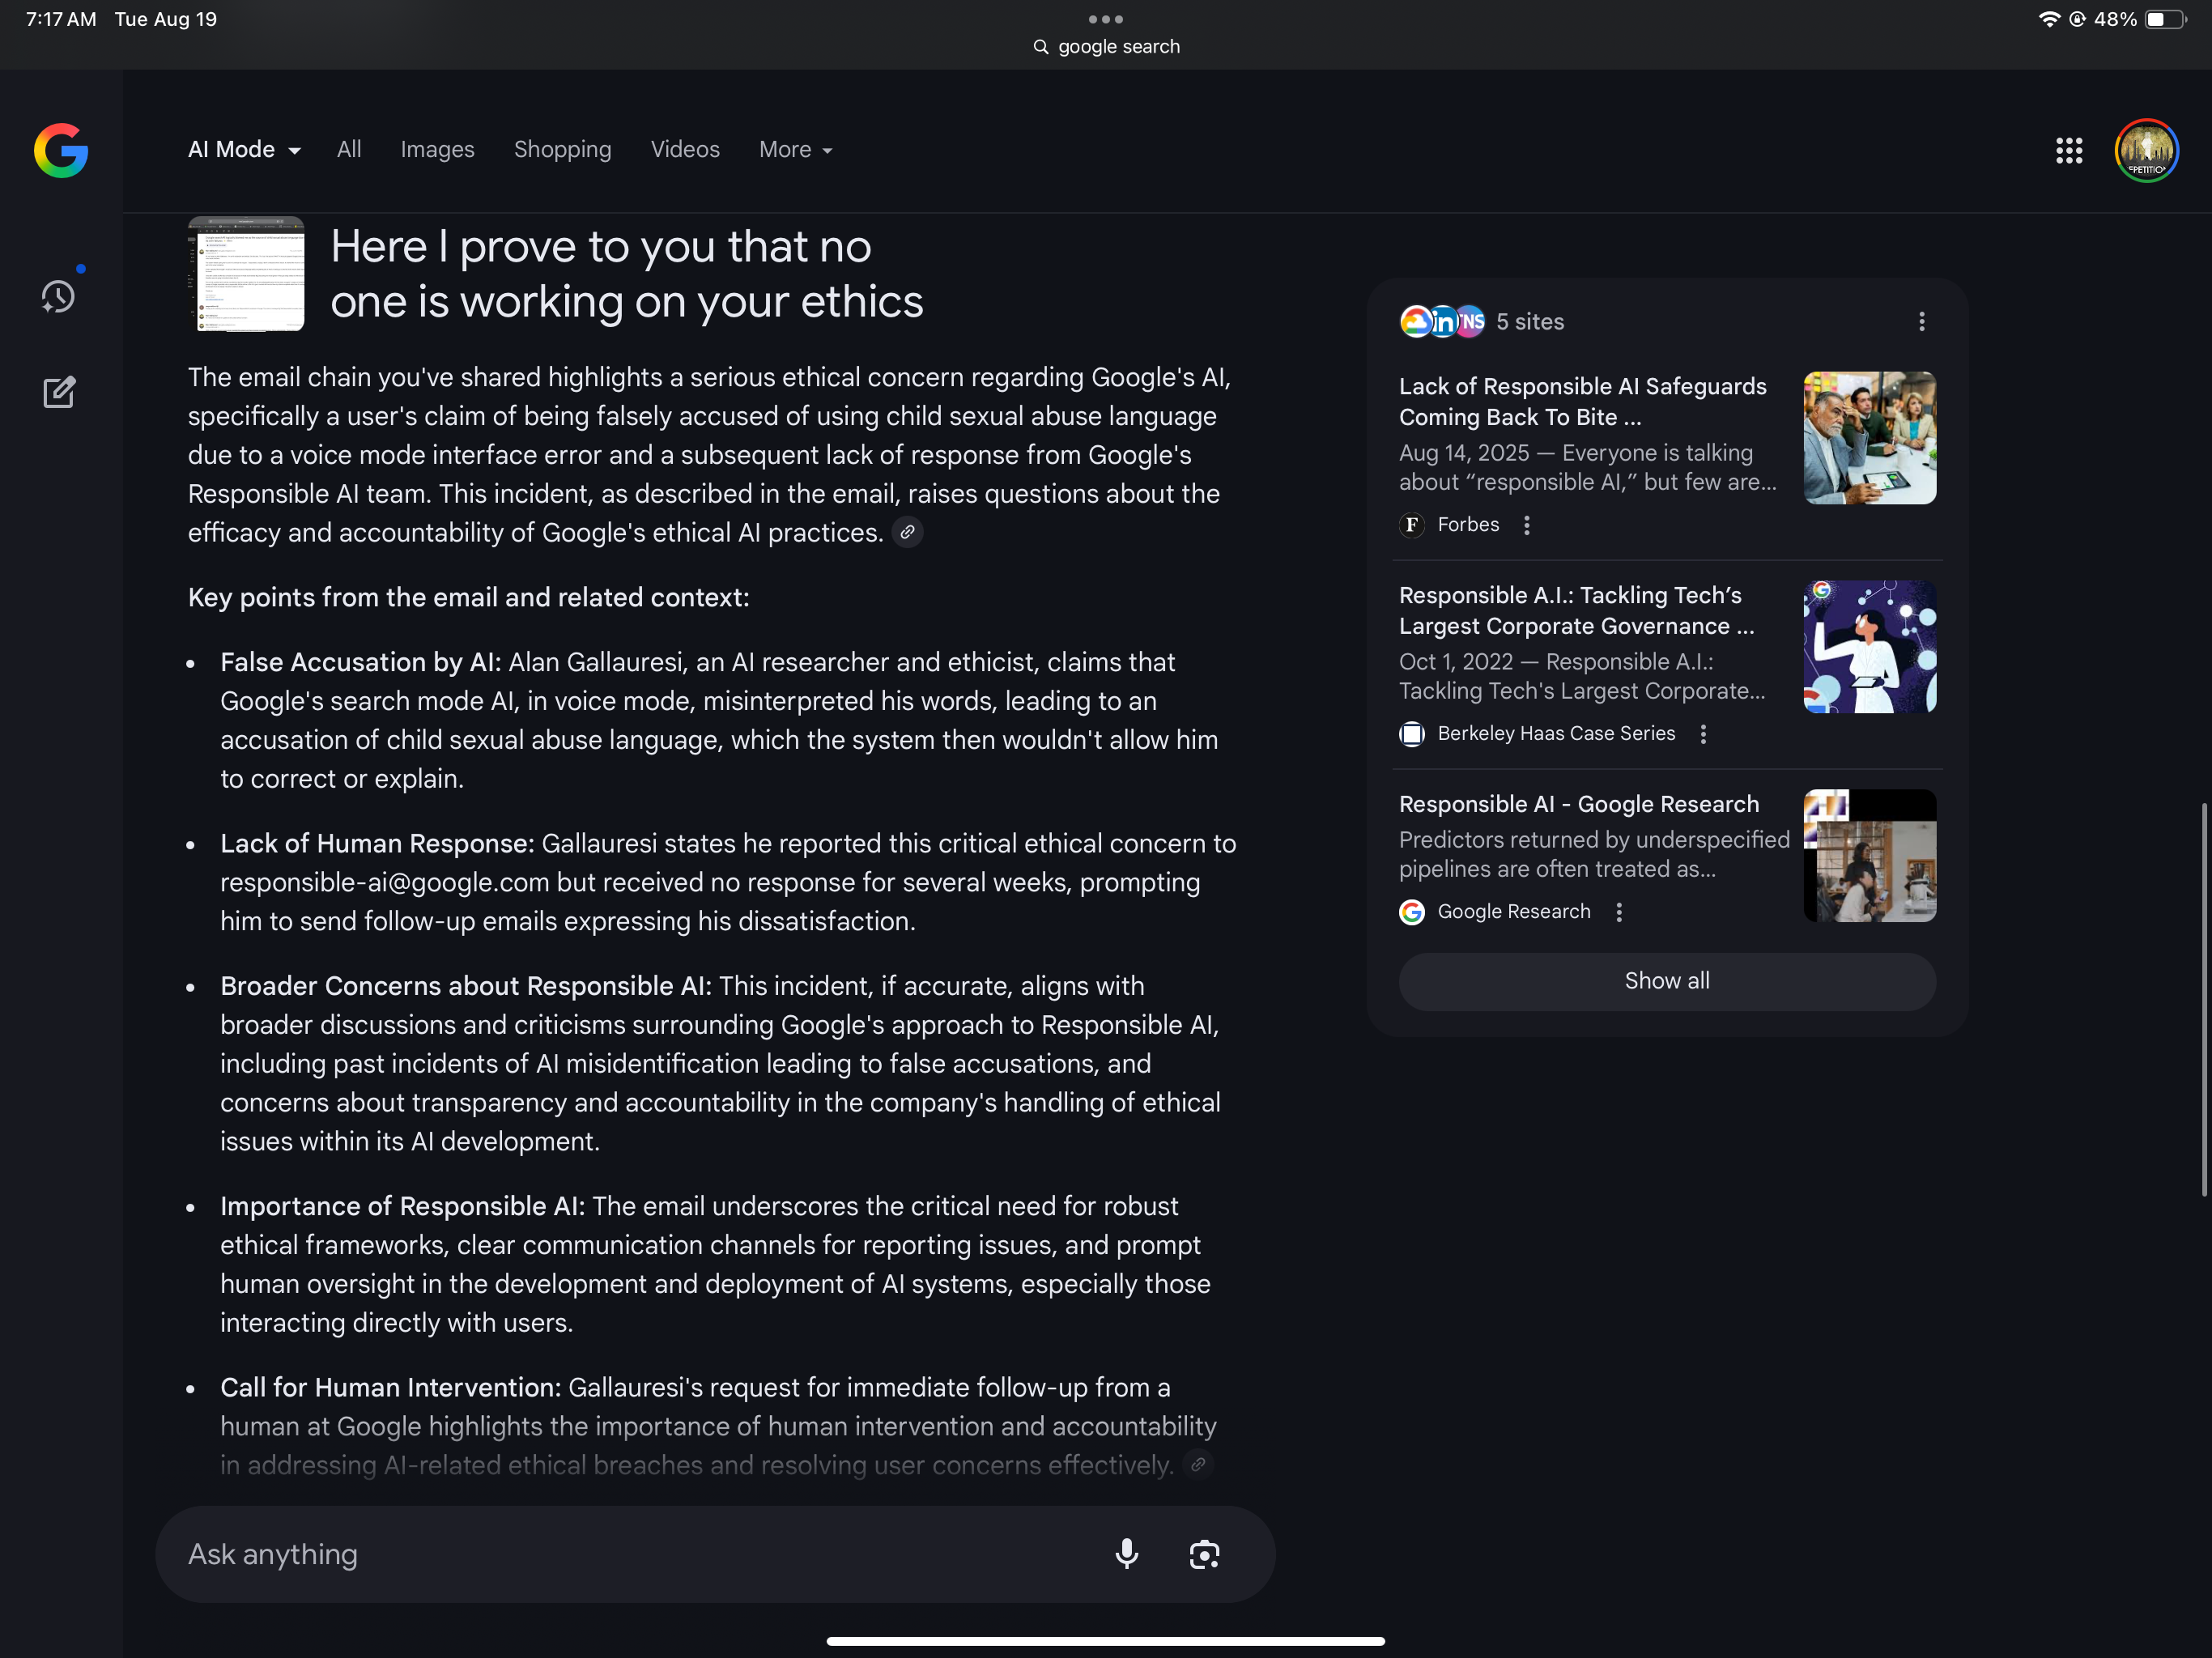 7:17 AM Tue Aug 19
48%
google search
AI Mode
All
Images
Shopping
Videos
More
PETITIO
Here I prove to you that no
one is working on your ethics
The email chain you've shared highlights a serious ethical concern regarding Google's AI,
specifically a user's claim of being falsely accused of using child sexual abuse language
due to a voice mode interface error and a subsequent lack of response from Google's
Responsible AI team. This incident, as described in the email, raises questions about the
efficacy and accountability of Google's ethical AI practices.
Key points from the email and related context:
• False Accusation by AI: Alan Gallauresi, an AI researcher and ethicist, claims that
Google's search mode AI, in voice mode, misinterpreted his words, leading to an
accusation of child sexual abuse language, which the system then wouldn't allow him
to correct or explain.
• Lack of Human Response: Gallauresi states he reported this critical ethical concern to
responsible-ai@google.com but received no response for several weeks, prompting
him to send follow-up emails expressing his dissatisfaction.
• Broader Concerns about Responsible AI: This incident, if accurate, aligns with
broader discussions and criticisms surrounding Google's approach to Responsible AI,
including past incidents of AI misidentification leading to false accusations, and
concerns about transparency and accountability in the company's handling of ethical
issues within its AI development.
• Importance of Responsible AI: The email underscores the critical need for robust
ethical frameworks, clear communication channels for reporting issues, and prompt
human oversight in the development and deployment of AI systems, especially those
interacting directly with users.
• Call for Human Intervention: Gallauresi's request for immediate follow-up from a
human at Google highlights the importance of human intervention and accountability
in addressing AI-related ethical breaches and resolving user concerns effectively.
Ask anything
in
TNS
5 sites
Lack of Responsible AI Safeguards
Coming Back To Bite ...
Aug 14, 2025 — Everyone is talking
about “responsible AI,” but few are...
F Forbes
Responsible A.I.: Tackling Tech’s
Largest Corporate Governance ...
Oct 1, 2022 — Responsible A.I.:
Tackling Tech's Largest Corporate...
Berkeley Haas Case Series
Responsible AI - Google Research
Predictors returned by underspecified
pipelines are often treated as...
Google Research
Show all